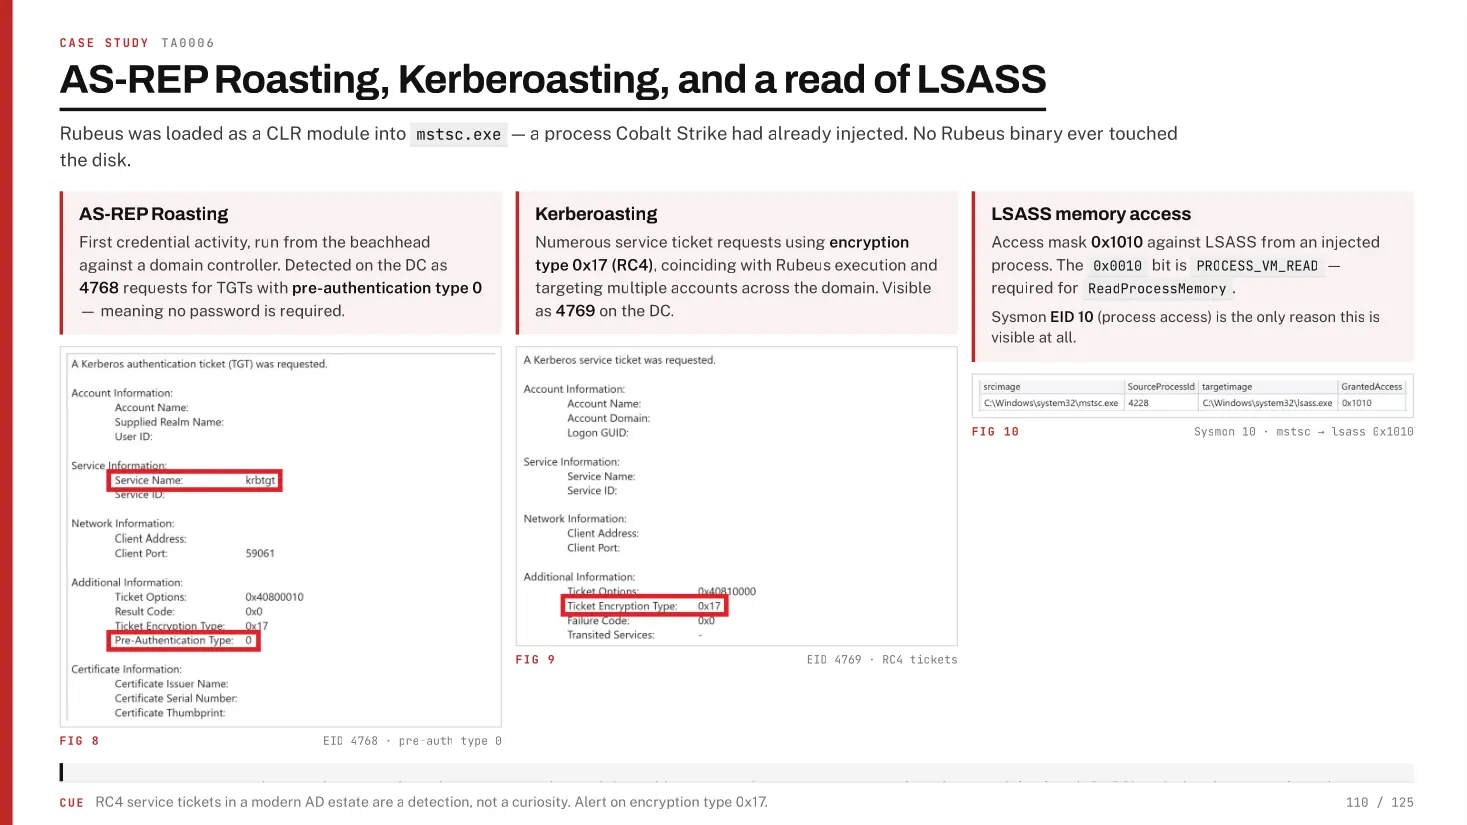 CASE STUDY TA0006
AS-REP Roasting, Kerberoasting, and a read of LSASS
Rubeus was loaded as a CLR module into mstsc.exe — a process Cobalt Strike had already injected. No Rubeus binary ever touched
the disk.
AS-REP Roasting
First credential activity, run from the beachhead
against a domain controller. Detected on the DC as
4768 requests for TGTs with pre-authentication type 0
— meaning no password is required.
A Kerberos authentication ticket (TGT) was requested.
Account Information:
Account Name:
Supplied Realm Name:
User ID:
Service Information:
Service Name: krbtgt
Service ID:
Network Information:
Client Address:
Client Port: 59061
Additional Information:
Ticket Options: 0x40800010
Result Code: 0x0
Ticket Encryption Type: 0x17
Pre-Authentication Type: 0
Certificate Information:
Certificate Issuer Name:
Certificate Serial Number:
Certificate Thumbprint:
FIG 8 EID 4768 · pre-auth type 0
Kerberoasting
Numerous service ticket requests using encryption
type 0x17 (RC4), coinciding with Rubeus execution and
targeting multiple accounts across the domain. Visible
as 4769 on the DC.
A Kerberos service ticket was requested.
Account Information:
Account Name:
Account Domain:
Logon GUID:
Service Information:
Service Name:
Service ID:
Network Information:
Client Address:
Client Port:
Additional Information:
Ticket Options: 0x40810000
Ticket Encryption Type: 0x17
Failure Code: 0x0
Transited Services: -
FIG 9 EID 4769 · RC4 tickets
LSASS memory access
Access mask 0x1010 against LSASS from an injected
process. The 0x0010 bit is PROCESS_VM_READ —
required for ReadProcessMemory.
Sysmon EID 10 (process access) is the only reason this is
visible at all.
srcimage SourceProcessId targetimage GrantedAccess
C:\Windows\system32\mstsc.exe 4228 C:\Windows\system32\lsass.exe 0x1010
FIG 10 Sysmon 10 · mstsc → lsass 0x1010
CUE RC4 service tickets in a modern AD estate are a detection, not a curiosity. Alert on encryption type 0x17.
110 / 125